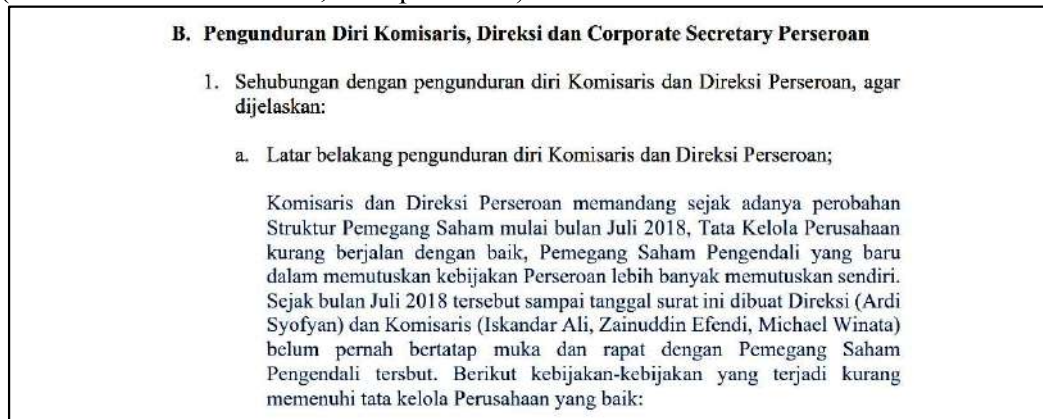 B. Pengunduran Diri Komisaris, Direksi dan Corporate Secretary Perseroan
1. Sehubungan dengan pengunduran diri Komisaris dan Direksi Perseroan, agar
dijelaskan:
a. Latar belakang pengunduran diri Komisaris dan Direksi Perseroan;
Komisaris dan Direksi Perseroan memandang sejak adanya perobahan
Struktur Pemegang Saham mulai bulan Juli 2018, Tata Kelola Perusahaan
kurang berjalan dengan baik, Pemegang Saham Pengendali yang baru
dalam memutuskan kebijakan Perseroan lebih banyak memutuskan sendiri.
Sejak bulan Juli 2018 tersebut sampai tanggal surat ini dibuat Direksi (Ardi
Syofyan) dan Komisaris (Iskandar Ali, Zainuddin Efendi, Michael Winata)
belum pernah bertatap muka dan rapat dengan Pemegang Saham
Pengendali tersbut. Berikut kebijakan-kebijakan yang terjadi kurang
memenuhi tata kelola Perusahaan yang baik: